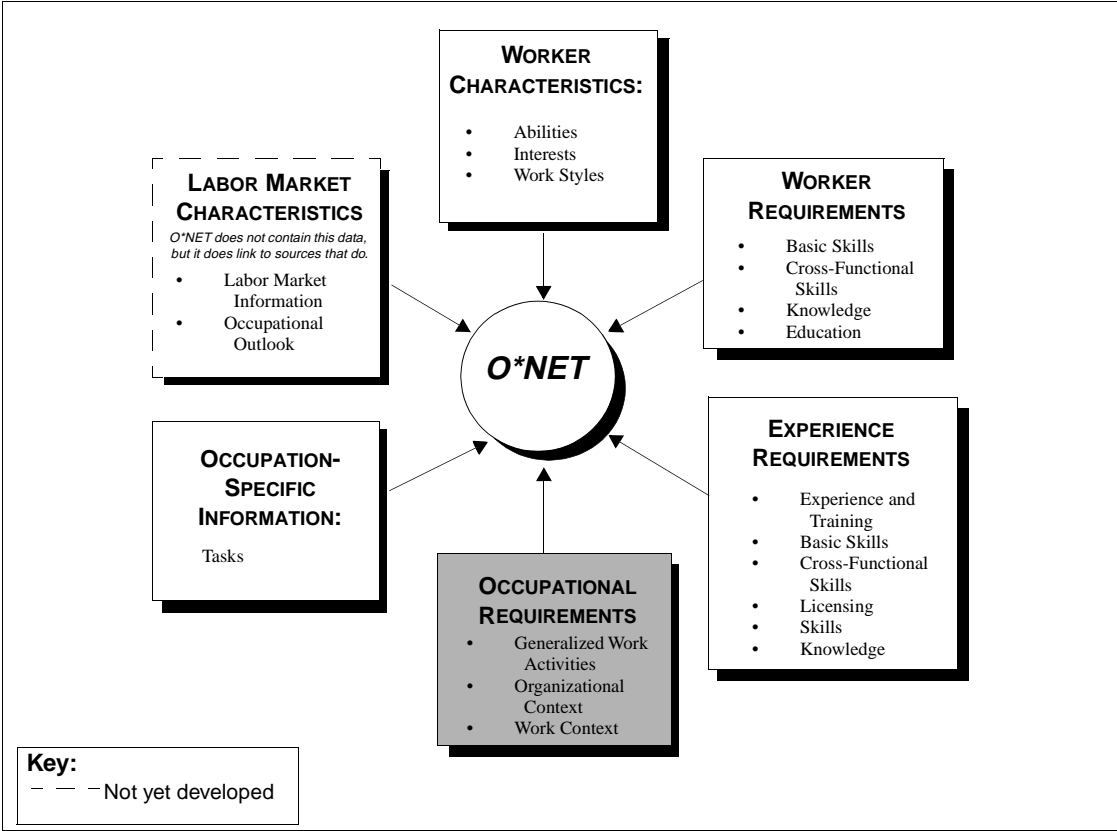 WORKER
CHARACTERISTICS:
• Abilities
• Interests
• Work Styles
LABOR MARKET
CHARACTERISTICS
O*NET does not contain this data,
but it does link to sources that do.
• Labor Market
Information
• Occupational
Outlook
WORKER
REQUIREMENTS
• Basic Skills
• Cross-Functional
Skills
• Knowledge
• Education
O*NET
OCCUPATION-
SPECIFIC
INFORMATION:
Tasks
EXPERIENCE
REQUIREMENTS
• Experience and
Training
• Basic Skills
• Cross-Functional
Skills
• Licensing
• Skills
• Knowledge
OCCUPATIONAL
REQUIREMENTS
• Generalized Work
Activities
• Organizational
Context
• Work Context
Key:
Not yet developed